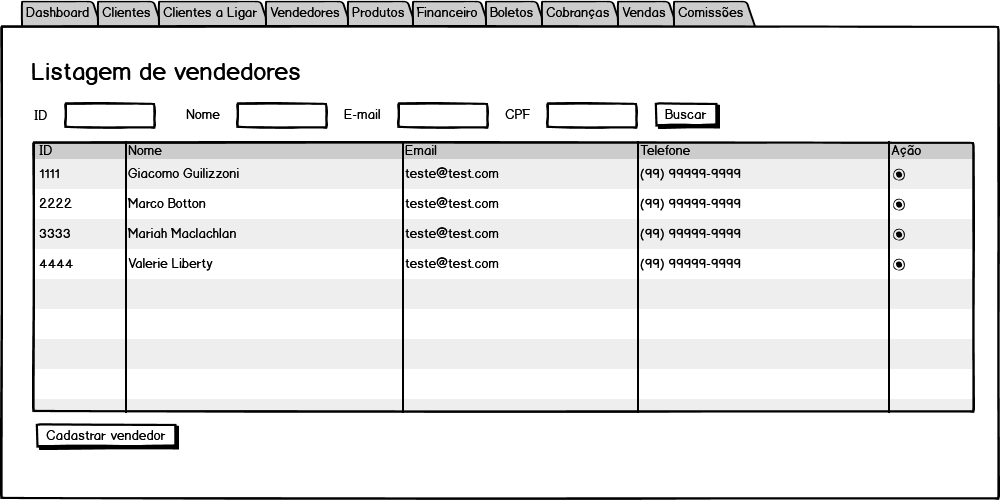 Dashboard Clientes Clientes a Ligar Vendedores Produtos Financeiro Boletos Cobranças Vendas Comissões
Listagem de vendedores
ID Nome E-mail CPF Buscar
ID Nome Email Telefone Ação
1111 Giacomo Guilizzoni teste@test.com (99) 99999-9999
2222 Marco Botton teste@test.com (99) 99999-9999
3333 Mariah Maclachlan teste@test.com (99) 99999-9999
4444 Valerie Liberty teste@test.com (99) 99999-9999
Cadastrar vendedor